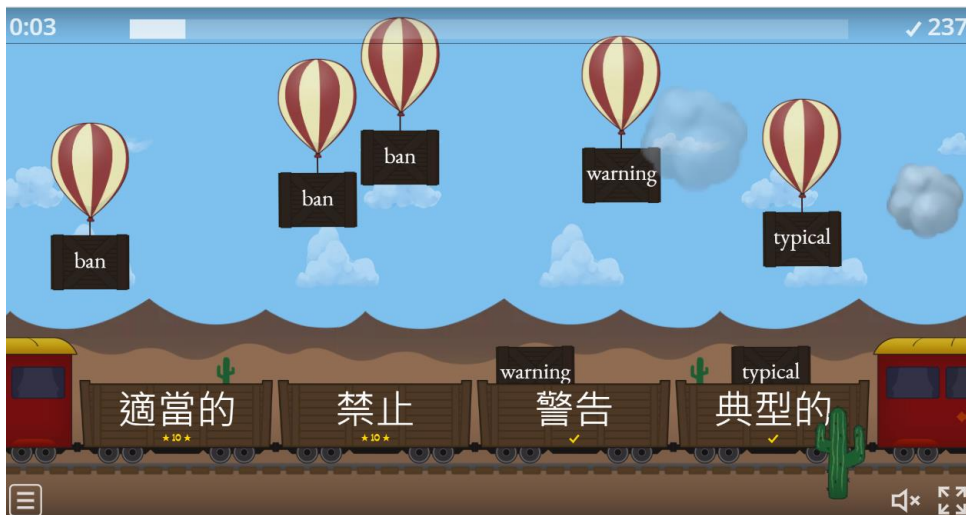 0:03
✓ 237
ban
ban
ban
warning
typical
warning
typical
適當的
禁止
警告
典型的
★ 10 ★
★ 10 ★
✓
✓